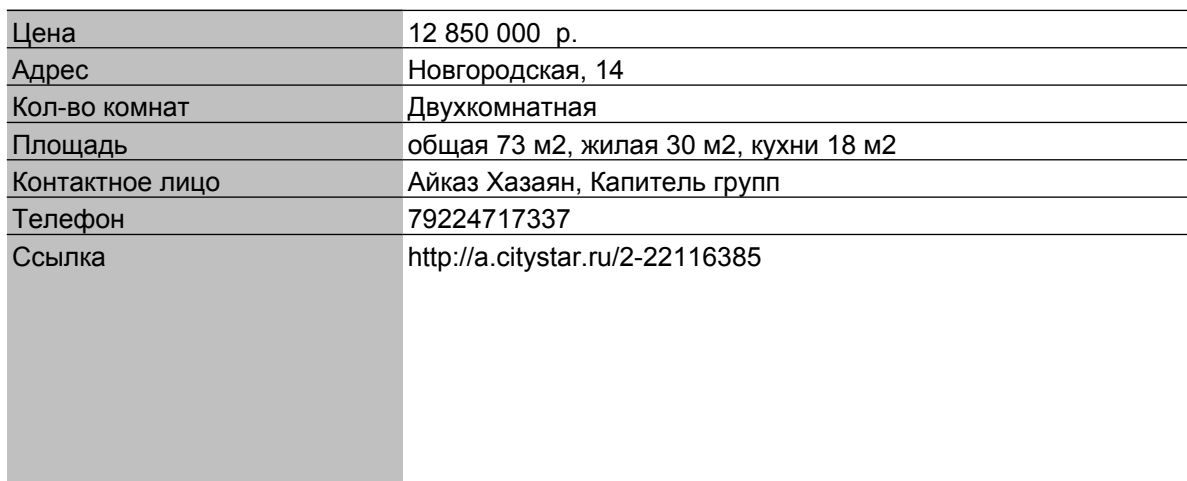 Цена 12 850 000 р.
Адрес Новгородская, 14
Кол-во комнат Двухкомнатная
Площадь общая 73 м2, жилая 30 м2, кухни 18 м2
Контактное лицо Айказ Хазаян, Капитель групп
Телефон 79224717337
Ссылка http://a.citystar.ru/2-22116385